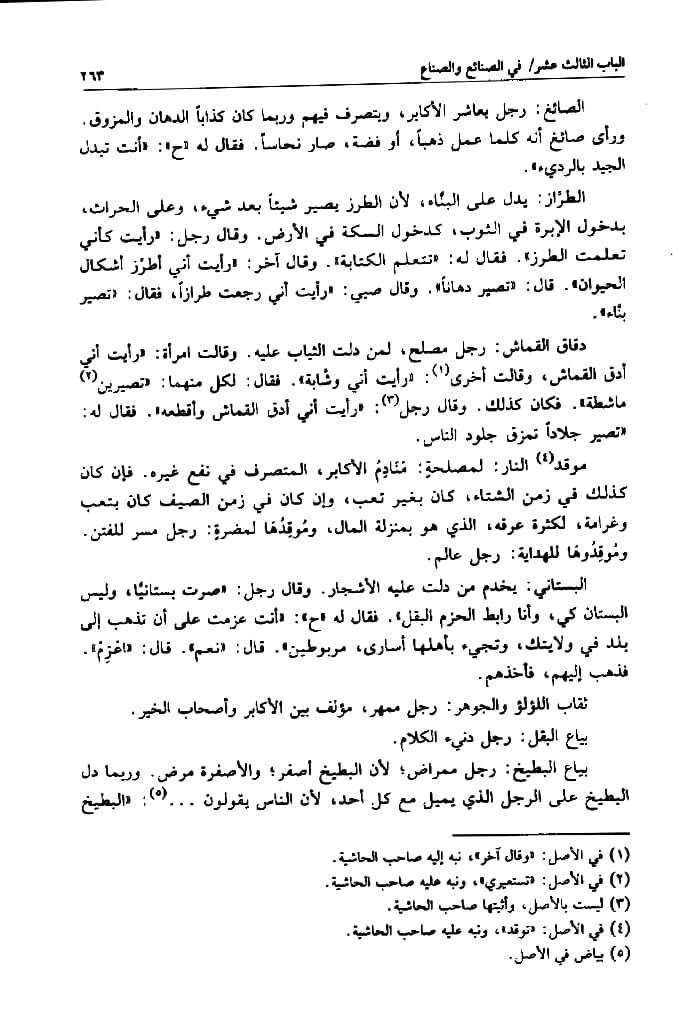 الباب الثالث عشر/ في الصنائع والصناع ٢٦٣
الصائغ: رجل يعاشر الأكابر، ويتصرف فيهم وربما كان كذاباً الدهان والمزوق.
ورأى صائغ أنه كلما عمل ذهباً، أو فضة، صار نحاساً. فقال له «ح»: «أنت تبدل
الجيد بالرديء».
الطرّاز: يدل على البنَّاء، لأن الطرز يصير شيئاً بعد شيء، وعلى الحراث،
بدخول الإبرة في الثوب، كدخول السكة في الأرض. وقال رجل: «رأيت كأني
تعلمت الطرز». فقال له: «تتعلم الكتابة». وقال آخر: «رأيت أني أطرّز أشكال
الحيوان». قال: «تصير دهاناً». وقال صبي: «رأيت أني رجعت طرازاً، فقال: «تصير
بنَّاء».
دقاق القماش: رجل مصلح، لمن دلت الثياب عليه. وقالت امرأة: «رأيت أني
أدق القماش، وقالت أخرى(١): «رأيت أني وشَّابة». فقال: لكل منهما: «تصيرين(٢)
ماشطة». فكان كذلك. وقال رجل(٣): «رأيت أني أدق القماش وأقطعه». فقال له:
«تصير جلاداً تمزق جلود الناس.
موقد(٤) النار: لمصلحةٍ: مُنَادِمُ الأكابر، المتصرف في نفع غيره. فإن كان
كذلك في زمن الشتاء، كان بغير تعب، وإن كان في زمن الصيف كان بتعب
وغرامة، لكثرة عرقه، الذي هو بمنزلة المال، ومُوقِدُهَا لمضرةٍ: رجل مسر للفتن.
ومُوقِدُوهَا للهداية: رجل عالم.
البستاني: يخدم من دلت عليه الأشجار. وقال رجل: «صرت بستانيًّا، وليس
البستان كي، وأنا رابط الحزم البقل». فقال له «ح»: «أنت عزمت على أن تذهب إلى
بلد في ولايتك، وتجيء بأهلها أسارى، مربوطين». قال: «نعم». قال: «اعْزِمْ».
فذهب إليهم، فأخذهم.
ثقاب اللؤلؤ والجوهر: رجل ممهر، مؤلف بين الأكابر وأصحاب الخير.
بياع البقل: رجل دنيء الكلام.
بياع البطيخ: رجل ممراض؛ لأن البطيخ أصفر؛ والأصفرة مرض. وربما دل
البطيخ على الرجل الذي يميل مع كل أحد، لأن الناس يقولون ...(٥): «البطيخ
(١) في الأصل: «وقال آخر»، نبه إليه صاحب الحاشية.
(٢) في الأصل: «تستعيري»، ونبه عليه صاحب الحاشية.
(٣) ليست بالأصل، وأثبتها صاحب الحاشية.
(٤) في الأصل: «توقد»، ونبه عليه صاحب الحاشية.
(٥) بياض في الأصل.